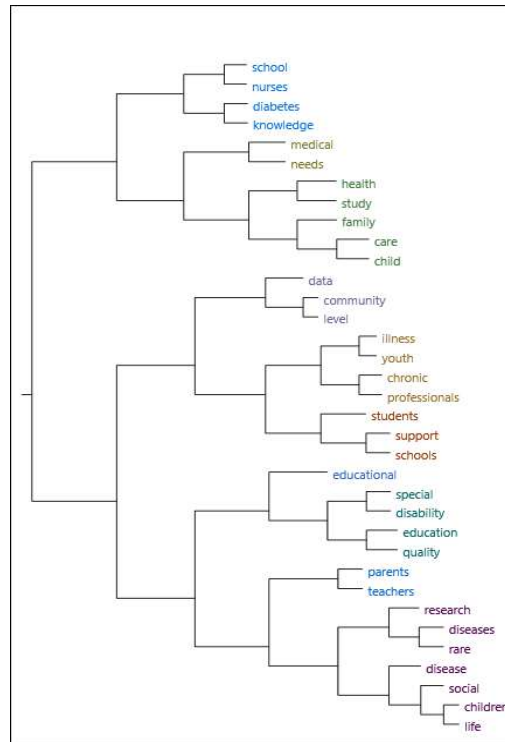 school
nurses
diabetes
knowledge
medical
needs
health
study
family
care
child
data
community
level
illness
youth
chronic
professionals
students
support
schools
educational
special
disability
education
quality
parents
teachers
research
diseases
rare
disease
social
children
life